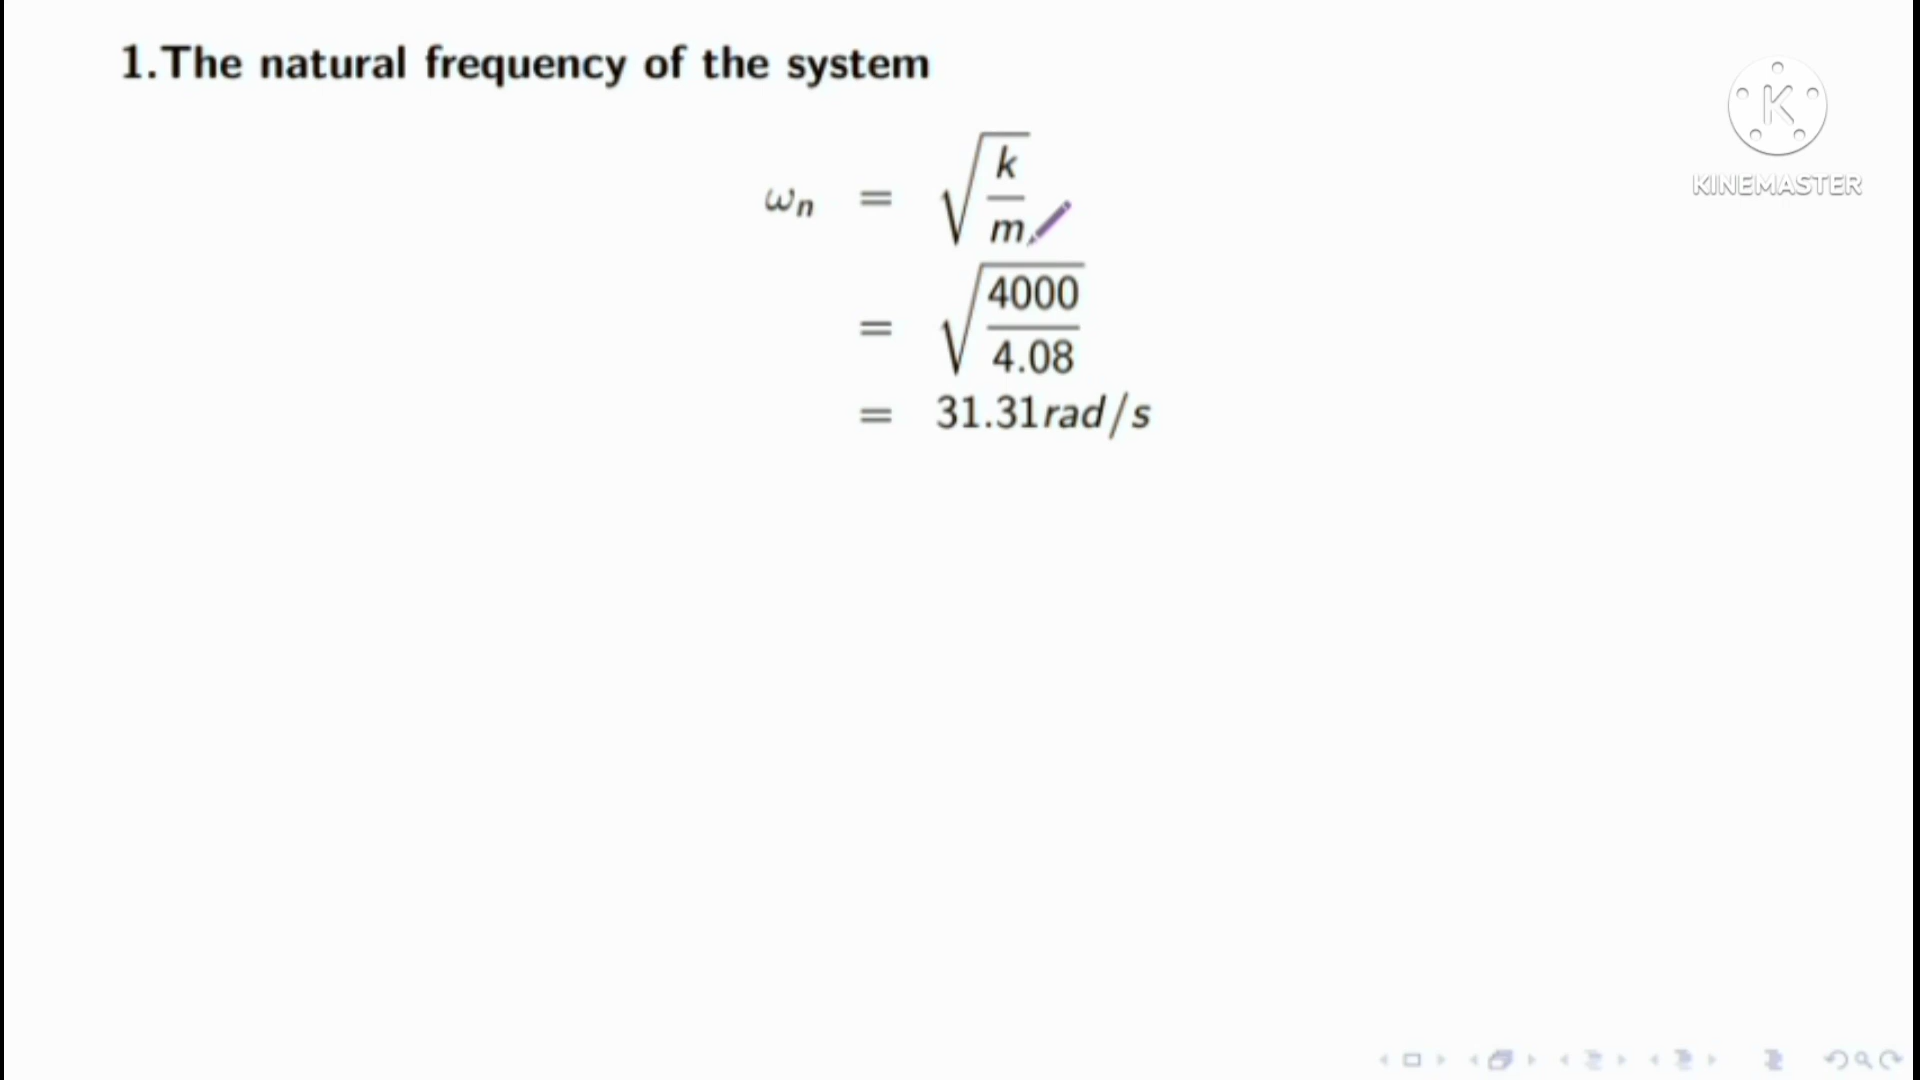 1.The natural frequency of the system
K
KINEMASTER
ωn = √(k/m)
= √(4000/4.08)
= 31.31rad/s